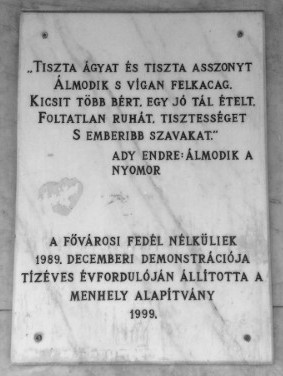 „TISZTA ÁGYAT ÉS TISZTA ASSZONYT
ÁLMODIK S VÍGAN FELKACAG,
KICSIT TÖBB BÉRT, EGY JÓ TÁL ÉTELT,
FOLTATLAN RUHÁT, TISZTESSÉGET
S EMBERIBB SZAVAKAT.”
ADY ENDRE: ÁLMODIK A
NYOMOR
A FŐVÁROSI FEDÉL NÉLKÜLIEK
1989. DECEMBERI DEMONSTRÁCIÓJA
TÍZÉVES ÉVFORDULÓJÁN ÁLLÍTOTTA A
MENHELY ALAPÍTVÁNY
1999.